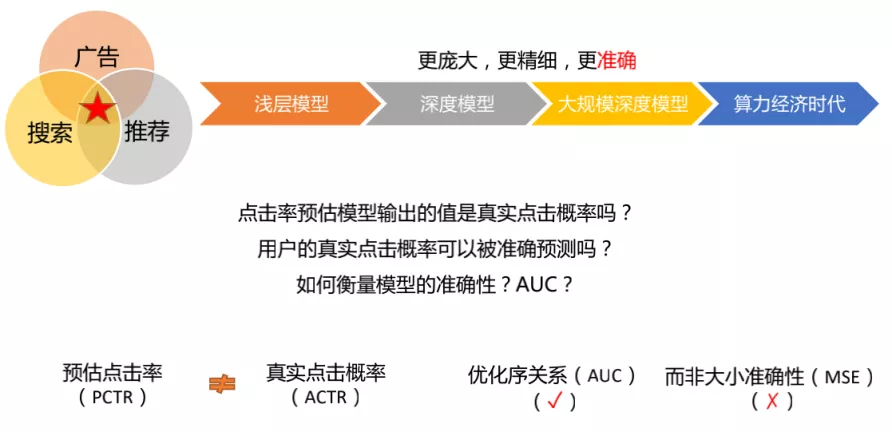 广告
搜索
推荐
更庞大，更精细，更准确
浅层模型
深度模型
大规模深度模型
算力经济时代
点击率预估模型输出的值是真实点击概率吗？
用户的真实点击概率可以被准确预测吗？
如何衡量模型的准确性？AUC？
预估点击率
（PCTR）
≠
真实点击概率
（ACTR）
优化序关系（AUC）
（✓）
而非大小准确性（MSE）
（✗）